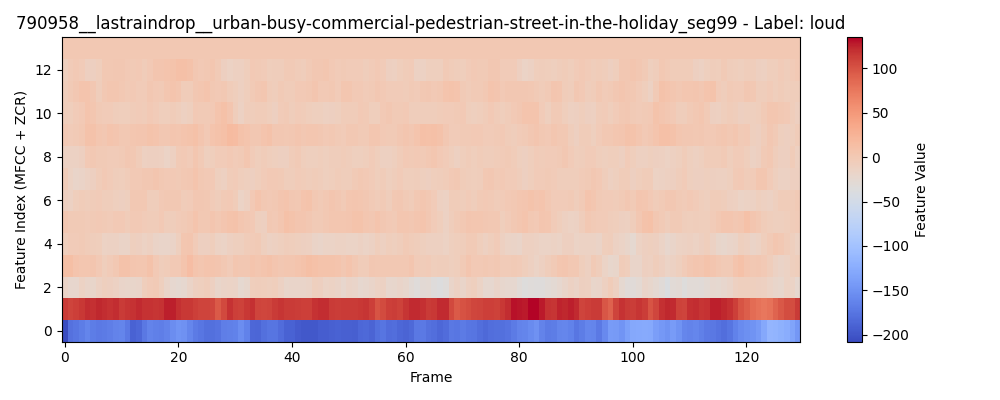 790958__lastraindrop__urban-busy-commercial-pedestrian-street-in-the-holiday_seg99 - Label: loud
Feature Index (MFCC + ZCR)
12
10
8
6
4
2
0
0 20 40 60 80 100 120
Frame
100
50
0
−50
−100
−150
−200
Feature Value